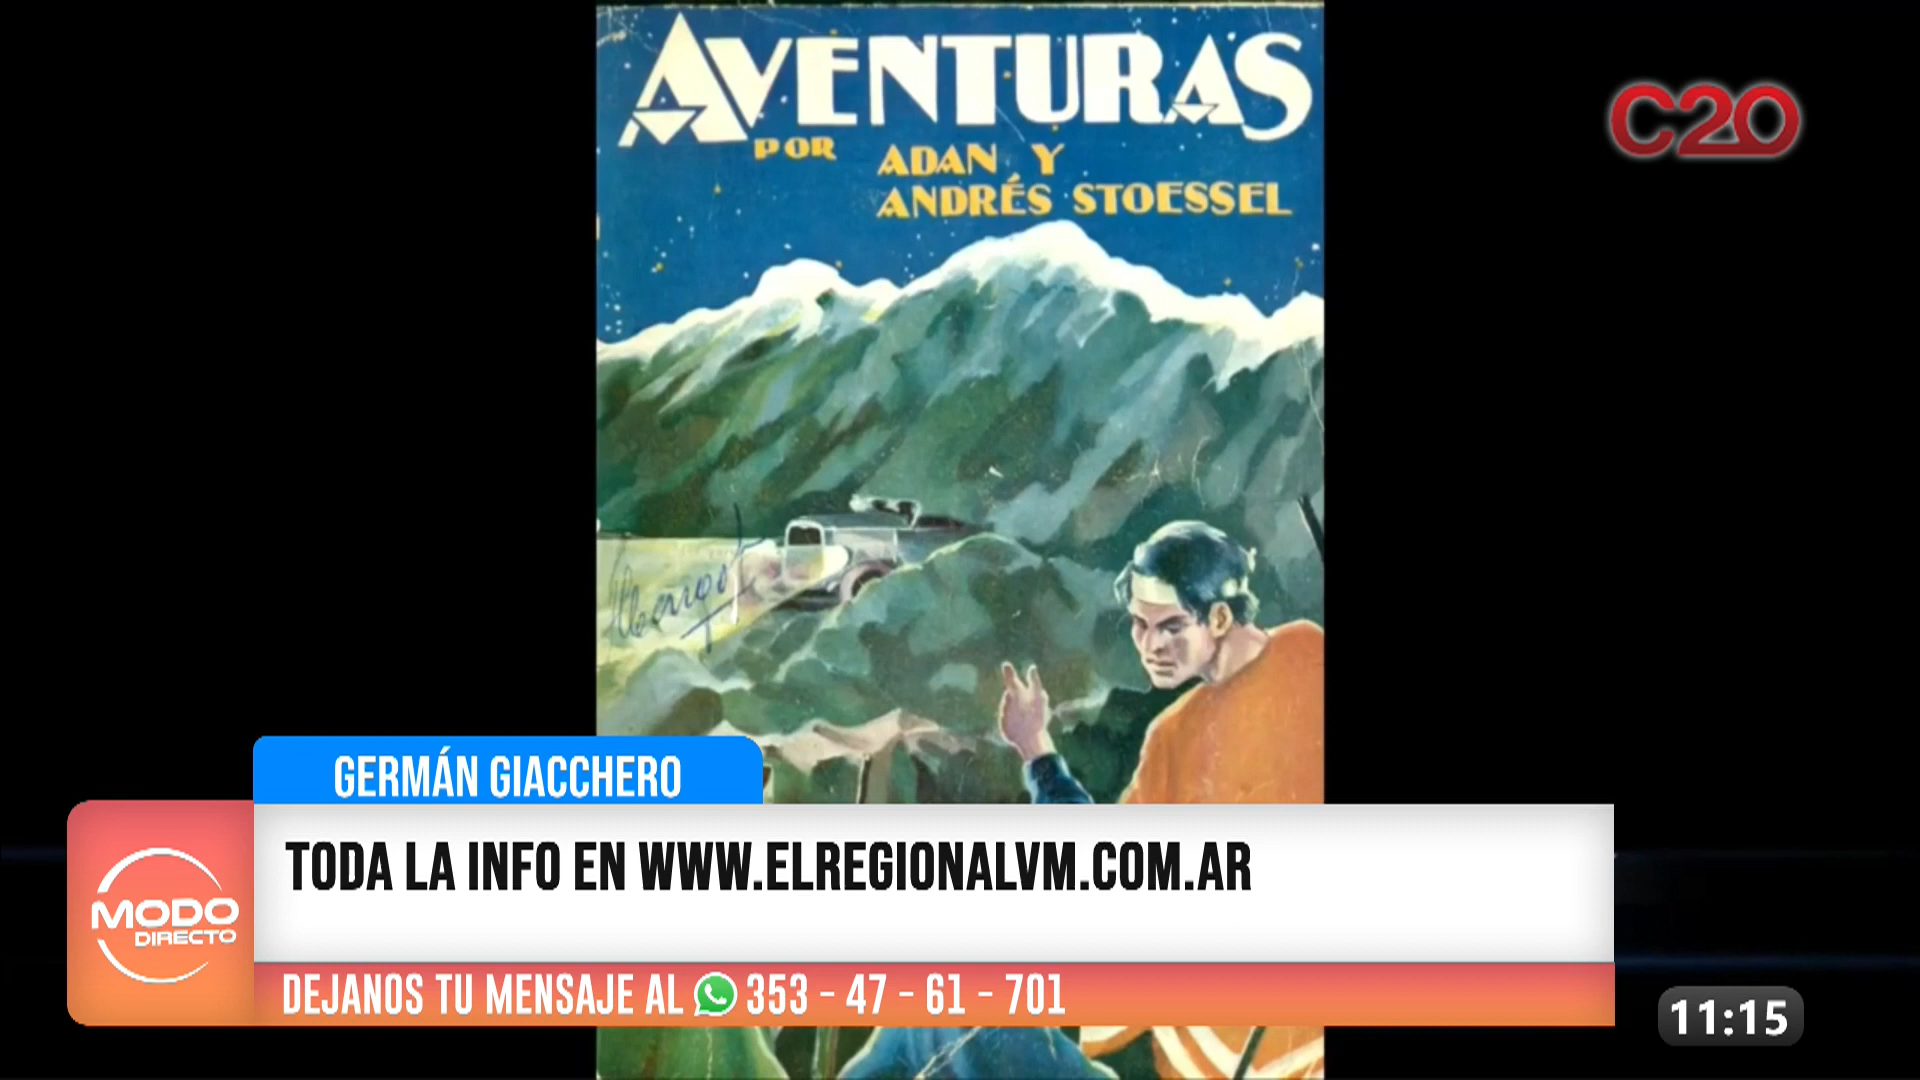 AVENTURAS
POR ADAN Y
ANDRÉS STOESSEL
C20
GERMÁN GIACCHERO
TODA LA INFO EN WWW.ELREGIONALVM.COM.AR
MODO
DIRECTO
DEJANOS TU MENSAJE AL 353 - 47 - 61 - 701
11:15